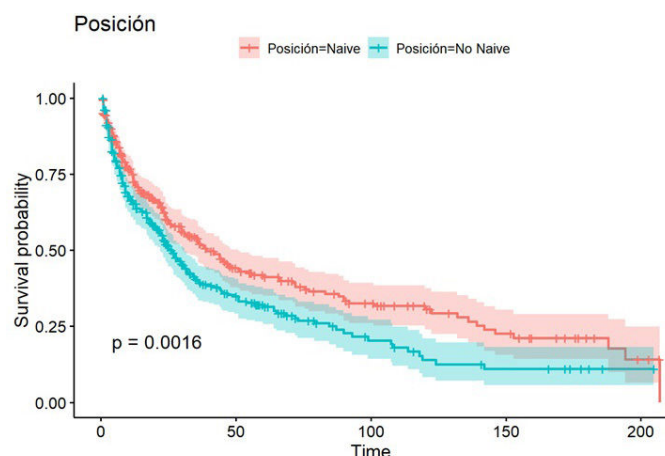 Posición
Posición=Naive Posición=No Naive
1.00
0.75
0.50
0.25
0.00
Survival probability
p = 0.0016
0 50 100 150 200
Time